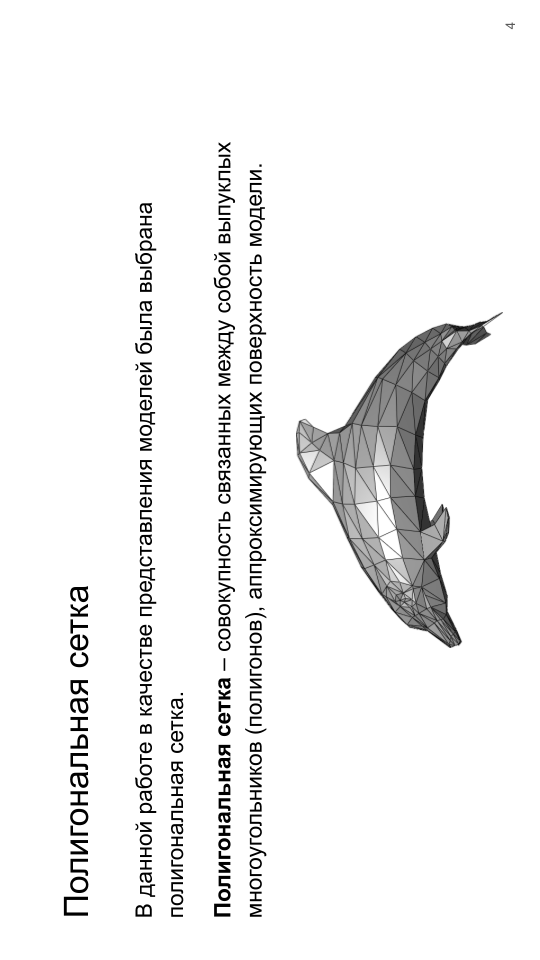 Полигональная сетка
В данной работе в качестве представления моделей была выбрана
полигональная сетка.
Полигональная сетка – совокупность связанных между собой выпуклых
многоугольников (полигонов), аппроксимирующих поверхность модели.
4